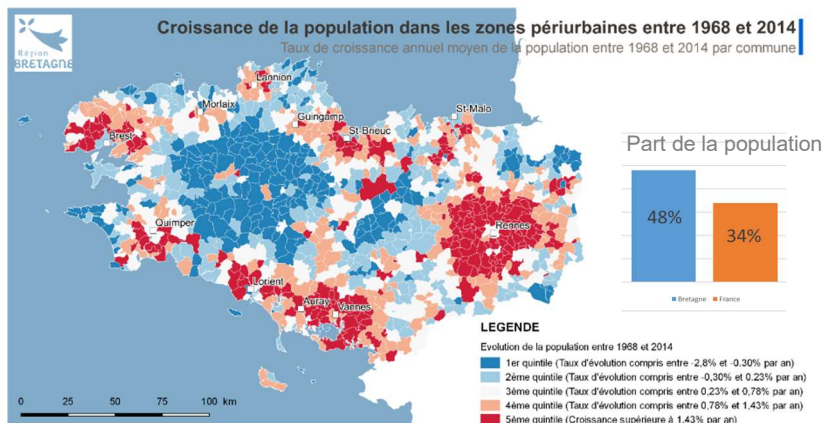 Croissance de la population dans les zones périurbaines entre 1968 et 2014
Taux de croissance annuel moyen de la population entre 1968 et 2014 par commune
Région
BRETAGNE
Lannion
Morlaix
Guingamp
St-Malo
St-Brieuc
Brest
Quimper
Rennes
Lorient
Auray
Vannes
Part de la population
48%
34%
Bretagne
France
LEGENDE
Evolution de la population entre 1968 et 2014
1er quintile (Taux d'évolution compris entre -2,8% et -0.30% par an)
2ème quintile (Taux d'évolution compris entre -0,30% et 0.23% par an)
3ème quintile (Taux d'évolution compris entre 0,23% et 0,78% par an)
4ème quintile (Taux d'évolution compris entre 0,78% et 1,43% par an)
5ème quintile (Croissance supérieure à 1,43% par an)
0 25 50 75 100 km